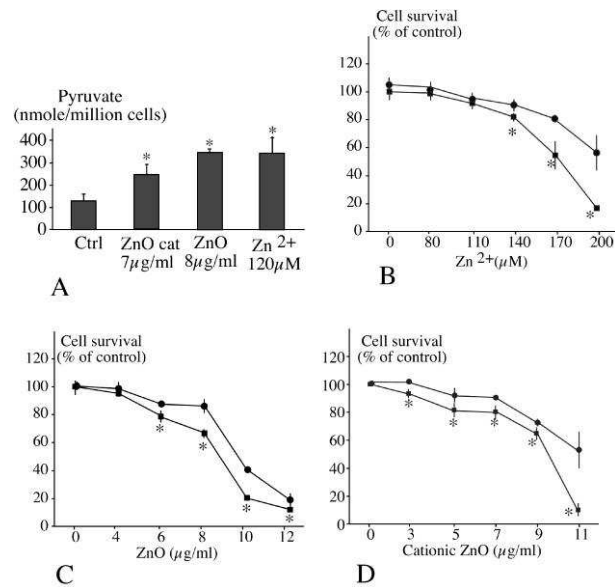 Pyruvate
(nmole/million cells)
400
300
200
100
0
*
*
*
Ctrl
ZnO cat
7µg/ml
ZnO
8µg/ml
Zn 2+
120µM
A
Cell survival
(% of control)
120
100
80
60
40
20
0
*
*
*
0 80 110 140 170 200
Zn 2+(µM)
B
Cell survival
(% of control)
120
100
80
60
40
20
0
*
*
*
*
0 4 6 8 10 12
ZnO (µg/ml)
C
Cell survival
(% of control)
120
100
80
60
40
20
0
*
*
*
*
*
0 3 5 7 9 11
Cationic ZnO (µg/ml)
D